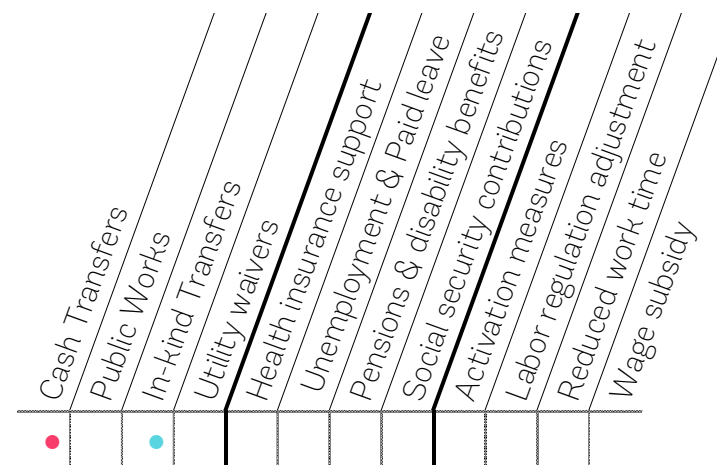 Cash Transfers
Public Works
In-kind Transfers
Utility waivers
Health insurance support
Unemployment & Paid leave
Pensions & disability benefits
Social security contributions
Activation measures
Labor regulation adjustment
Reduced work time
Wage subsidy